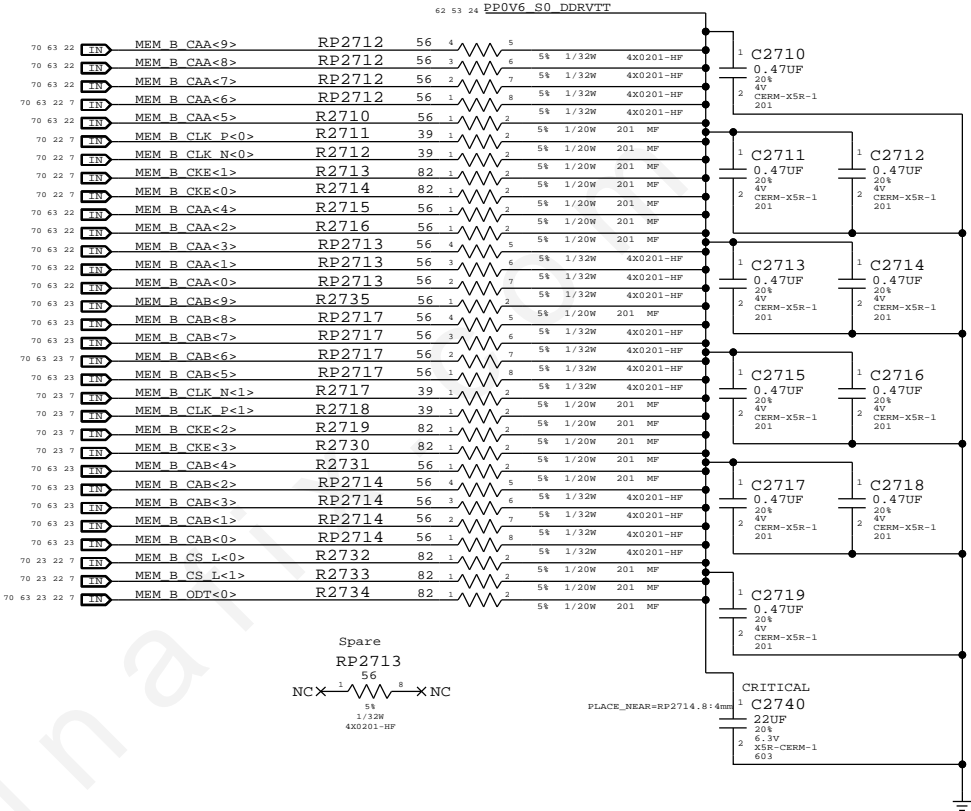 62 53 24 PP0V6_S0_DDRVTT
70 63 22 IN MEM_B_CAA<9> RP2712 56 4 5 5% 1/32W 4X0201-HF
70 63 22 IN MEM_B_CAA<8> RP2712 56 3 6 5% 1/32W 4X0201-HF
70 63 22 IN MEM_B_CAA<7> RP2712 56 2 7 5% 1/32W 4X0201-HF
70 63 22 7 IN MEM_B_CAA<6> RP2712 56 1 8 5% 1/32W 4X0201-HF
70 63 22 IN MEM_B_CAA<5> R2710 56 1 2 5% 1/20W 201 MF
70 22 7 IN MEM_B_CLK_P<0> R2711 39 1 2 5% 1/20W 201 MF
70 22 7 IN MEM_B_CLK_N<0> R2712 39 1 2 5% 1/20W 201 MF
70 22 7 IN MEM_B_CKE<1> R2713 82 1 2 5% 1/20W 201 MF
70 22 7 IN MEM_B_CKE<0> R2714 82 1 2 5% 1/20W 201 MF
70 63 22 IN MEM_B_CAA<4> R2715 56 1 2 5% 1/20W 201 MF
70 63 22 IN MEM_B_CAA<2> R2716 56 1 2 5% 1/20W 201 MF
70 63 22 IN MEM_B_CAA<3> RP2713 56 4 5 5% 1/32W 4X0201-HF
70 63 22 IN MEM_B_CAA<1> RP2713 56 3 6 5% 1/32W 4X0201-HF
70 63 22 IN MEM_B_CAA<0> RP2713 56 2 7 5% 1/32W 4X0201-HF
70 63 23 IN MEM_B_CAB<9> R2735 56 1 2 5% 1/20W 201 MF
70 63 23 IN MEM_B_CAB<8> RP2717 56 4 5 5% 1/32W 4X0201-HF
70 63 23 IN MEM_B_CAB<7> RP2717 56 3 6 5% 1/32W 4X0201-HF
70 63 23 7 IN MEM_B_CAB<6> RP2717 56 2 7 5% 1/32W 4X0201-HF
70 63 23 IN MEM_B_CAB<5> RP2717 56 1 8 5% 1/32W 4X0201-HF
70 23 7 IN MEM_B_CLK_N<1> R2717 39 1 2 5% 1/20W 201 MF
70 23 7 IN MEM_B_CLK_P<1> R2718 39 1 2 5% 1/20W 201 MF
70 23 7 IN MEM_B_CKE<2> R2719 82 1 2 5% 1/20W 201 MF
70 23 7 IN MEM_B_CKE<3> R2730 82 1 2 5% 1/20W 201 MF
70 63 23 IN MEM_B_CAB<4> R2731 56 1 2 5% 1/20W 201 MF
70 63 23 IN MEM_B_CAB<2> RP2714 56 4 5 5% 1/32W 4X0201-HF
70 63 23 IN MEM_B_CAB<3> RP2714 56 3 6 5% 1/32W 4X0201-HF
70 63 23 IN MEM_B_CAB<1> RP2714 56 2 7 5% 1/32W 4X0201-HF
70 63 23 IN MEM_B_CAB<0> RP2714 56 1 8 5% 1/32W 4X0201-HF
70 23 22 7 IN MEM_B_CS_L<0> R2732 82 1 2 5% 1/20W 201 MF
70 23 22 7 IN MEM_B_CS_L<1> R2733 82 1 2 5% 1/20W 201 MF
70 63 23 22 7 IN MEM_B_ODT<0> R2734 82 1 2 5% 1/20W 201 MF
1 C2710
0.47UF
20%
2 4V
CERM-X5R-1
201
1 C2711
0.47UF
20%
2 4V
CERM-X5R-1
201
1 C2712
0.47UF
20%
2 4V
CERM-X5R-1
201
1 C2713
0.47UF
20%
2 4V
CERM-X5R-1
201
1 C2714
0.47UF
20%
2 4V
CERM-X5R-1
201
1 C2715
0.47UF
20%
2 4V
CERM-X5R-1
201
1 C2716
0.47UF
20%
2 4V
CERM-X5R-1
201
1 C2717
0.47UF
20%
2 4V
CERM-X5R-1
201
1 C2718
0.47UF
20%
2 4V
CERM-X5R-1
201
1 C2719
0.47UF
20%
2 4V
CERM-X5R-1
201
Spare
RP2713
56
NC 1 8 NC
5%
1/32W
4X0201-HF
CRITICAL
PLACE_NEAR=RP2714.8:4mm 1 C2740
22UF
20%
2 6.3V
X5R-CERM-1
603